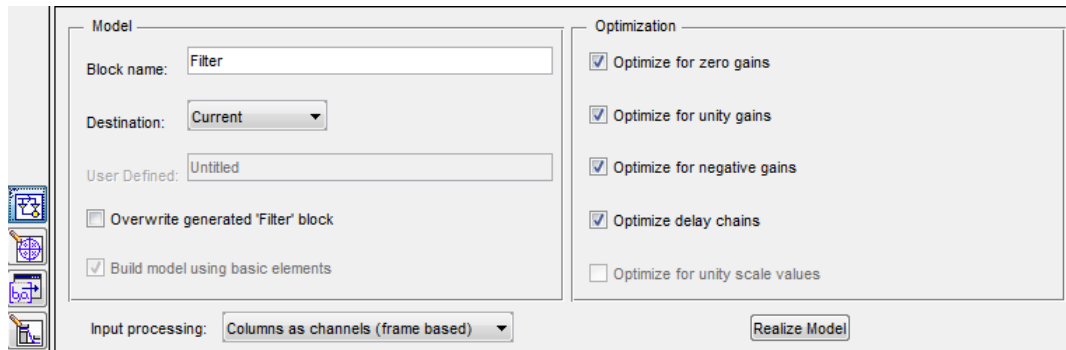 Model
Block name: Filter
Destination: Current
User Defined: Untitled
Overwrite generated 'Filter' block
Build model using basic elements
Optimization
Optimize for zero gains
Optimize for unity gains
Optimize for negative gains
Optimize delay chains
Optimize for unity scale values
Input processing: Columns as channels (frame based)
Realize Model